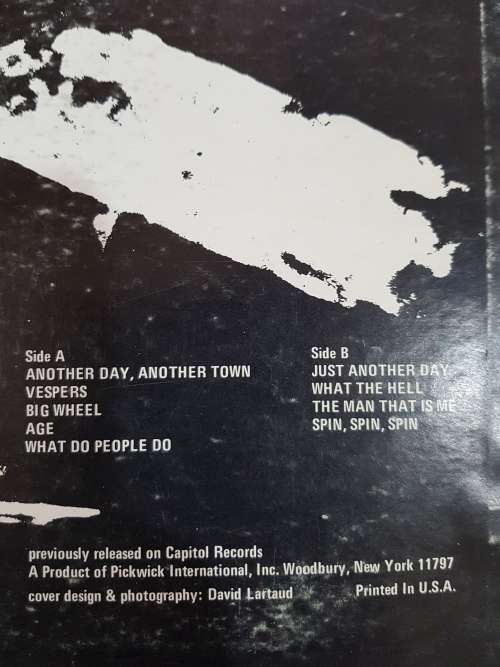 Side A
ANOTHER DAY, ANOTHER TOWN
VESPERS
BIG WHEEL
AGE
WHAT DO PEOPLE DO
Side B
JUST ANOTHER DAY
WHAT THE HELL
THE MAN THAT IS ME
SPIN, SPIN, SPIN
previously released on Capitol Records
A Product of Pickwick International, Inc. Woodbury, New York 11797
cover design & photography: David Lartaud
Printed In U.S.A.